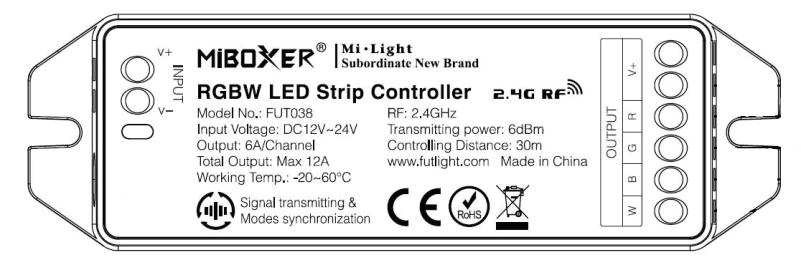 V+
V-
INPUT
MiBOXER® Mi·Light
Subordinate New Brand
RGBW LED Strip Controller 2.4G RF
Model No.: FUT038
Input Voltage: DC12V~24V
Output: 6A/Channel
Total Output: Max 12A
Working Temp.: -20~60°C
RF: 2.4GHz
Transmitting power: 6dBm
Controlling Distance: 30m
www.futlight.com Made in China
Signal transmitting &
Modes synchronization
CE
RoHS
OUTPUT
V+
R
G
B
W